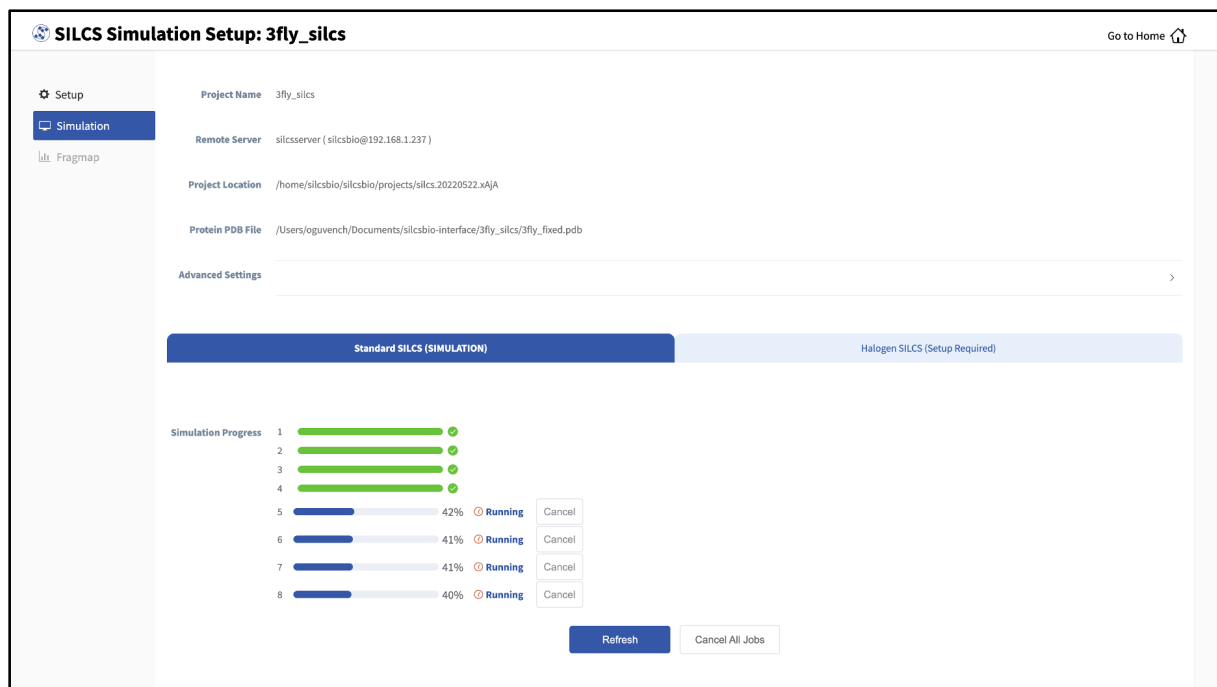 SILCS Simulation Setup: 3fly_silcs
Go to Home
Setup
Simulation
Fragmap
Project Name 3fly_silcs
Remote Server silcsserver ( silcsbio@192.168.1.237 )
Project Location /home/silcsbio/silcsbio/projects/silcs.20220522.xAjA
Protein PDB File /Users/oguvench/Documents/silcsbio-interface/3fly_silcs/3fly_fixed.pdb
Advanced Settings
Standard SILCS (SIMULATION) Halogen SILCS (Setup Required)
Simulation Progress 1
2
3
4
5 42% Running Cancel
6 41% Running Cancel
7 41% Running Cancel
8 40% Running Cancel
Refresh Cancel All Jobs